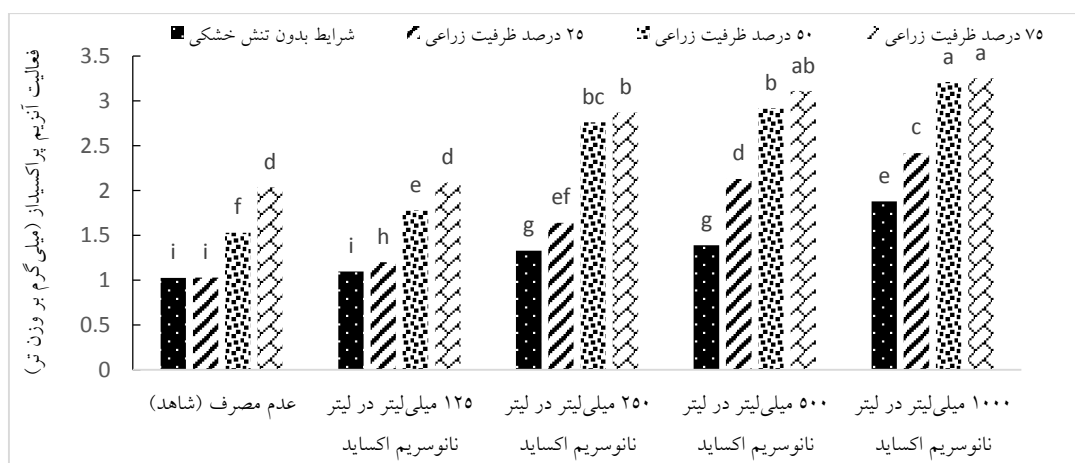 شرایط بدون تنش خشکی ۲۵ درصد ظرفیت زراعی ۵۰ درصد ظرفیت زراعی ۷۵ درصد ظرفیت زراعی
فعالیت آنزیم پراکسیداز (میلی گرم بر وزن تر)
3.5
3
2.5
2
1.5
1
0.5
0
i i f d
i h e d
g ef bc b
g d b ab
e c a a
عدم مصرف (شاهد)
۱۲۵ میلی‌لیتر در لیتر
نانوسریم اکساید
۲۵۰ میلی‌لیتر در لیتر
نانوسریم اکساید
۵۰۰ میلی‌لیتر در لیتر
نانوسریم اکساید
۱۰۰۰ میلی‌لیتر در لیتر
نانوسریم اکساید